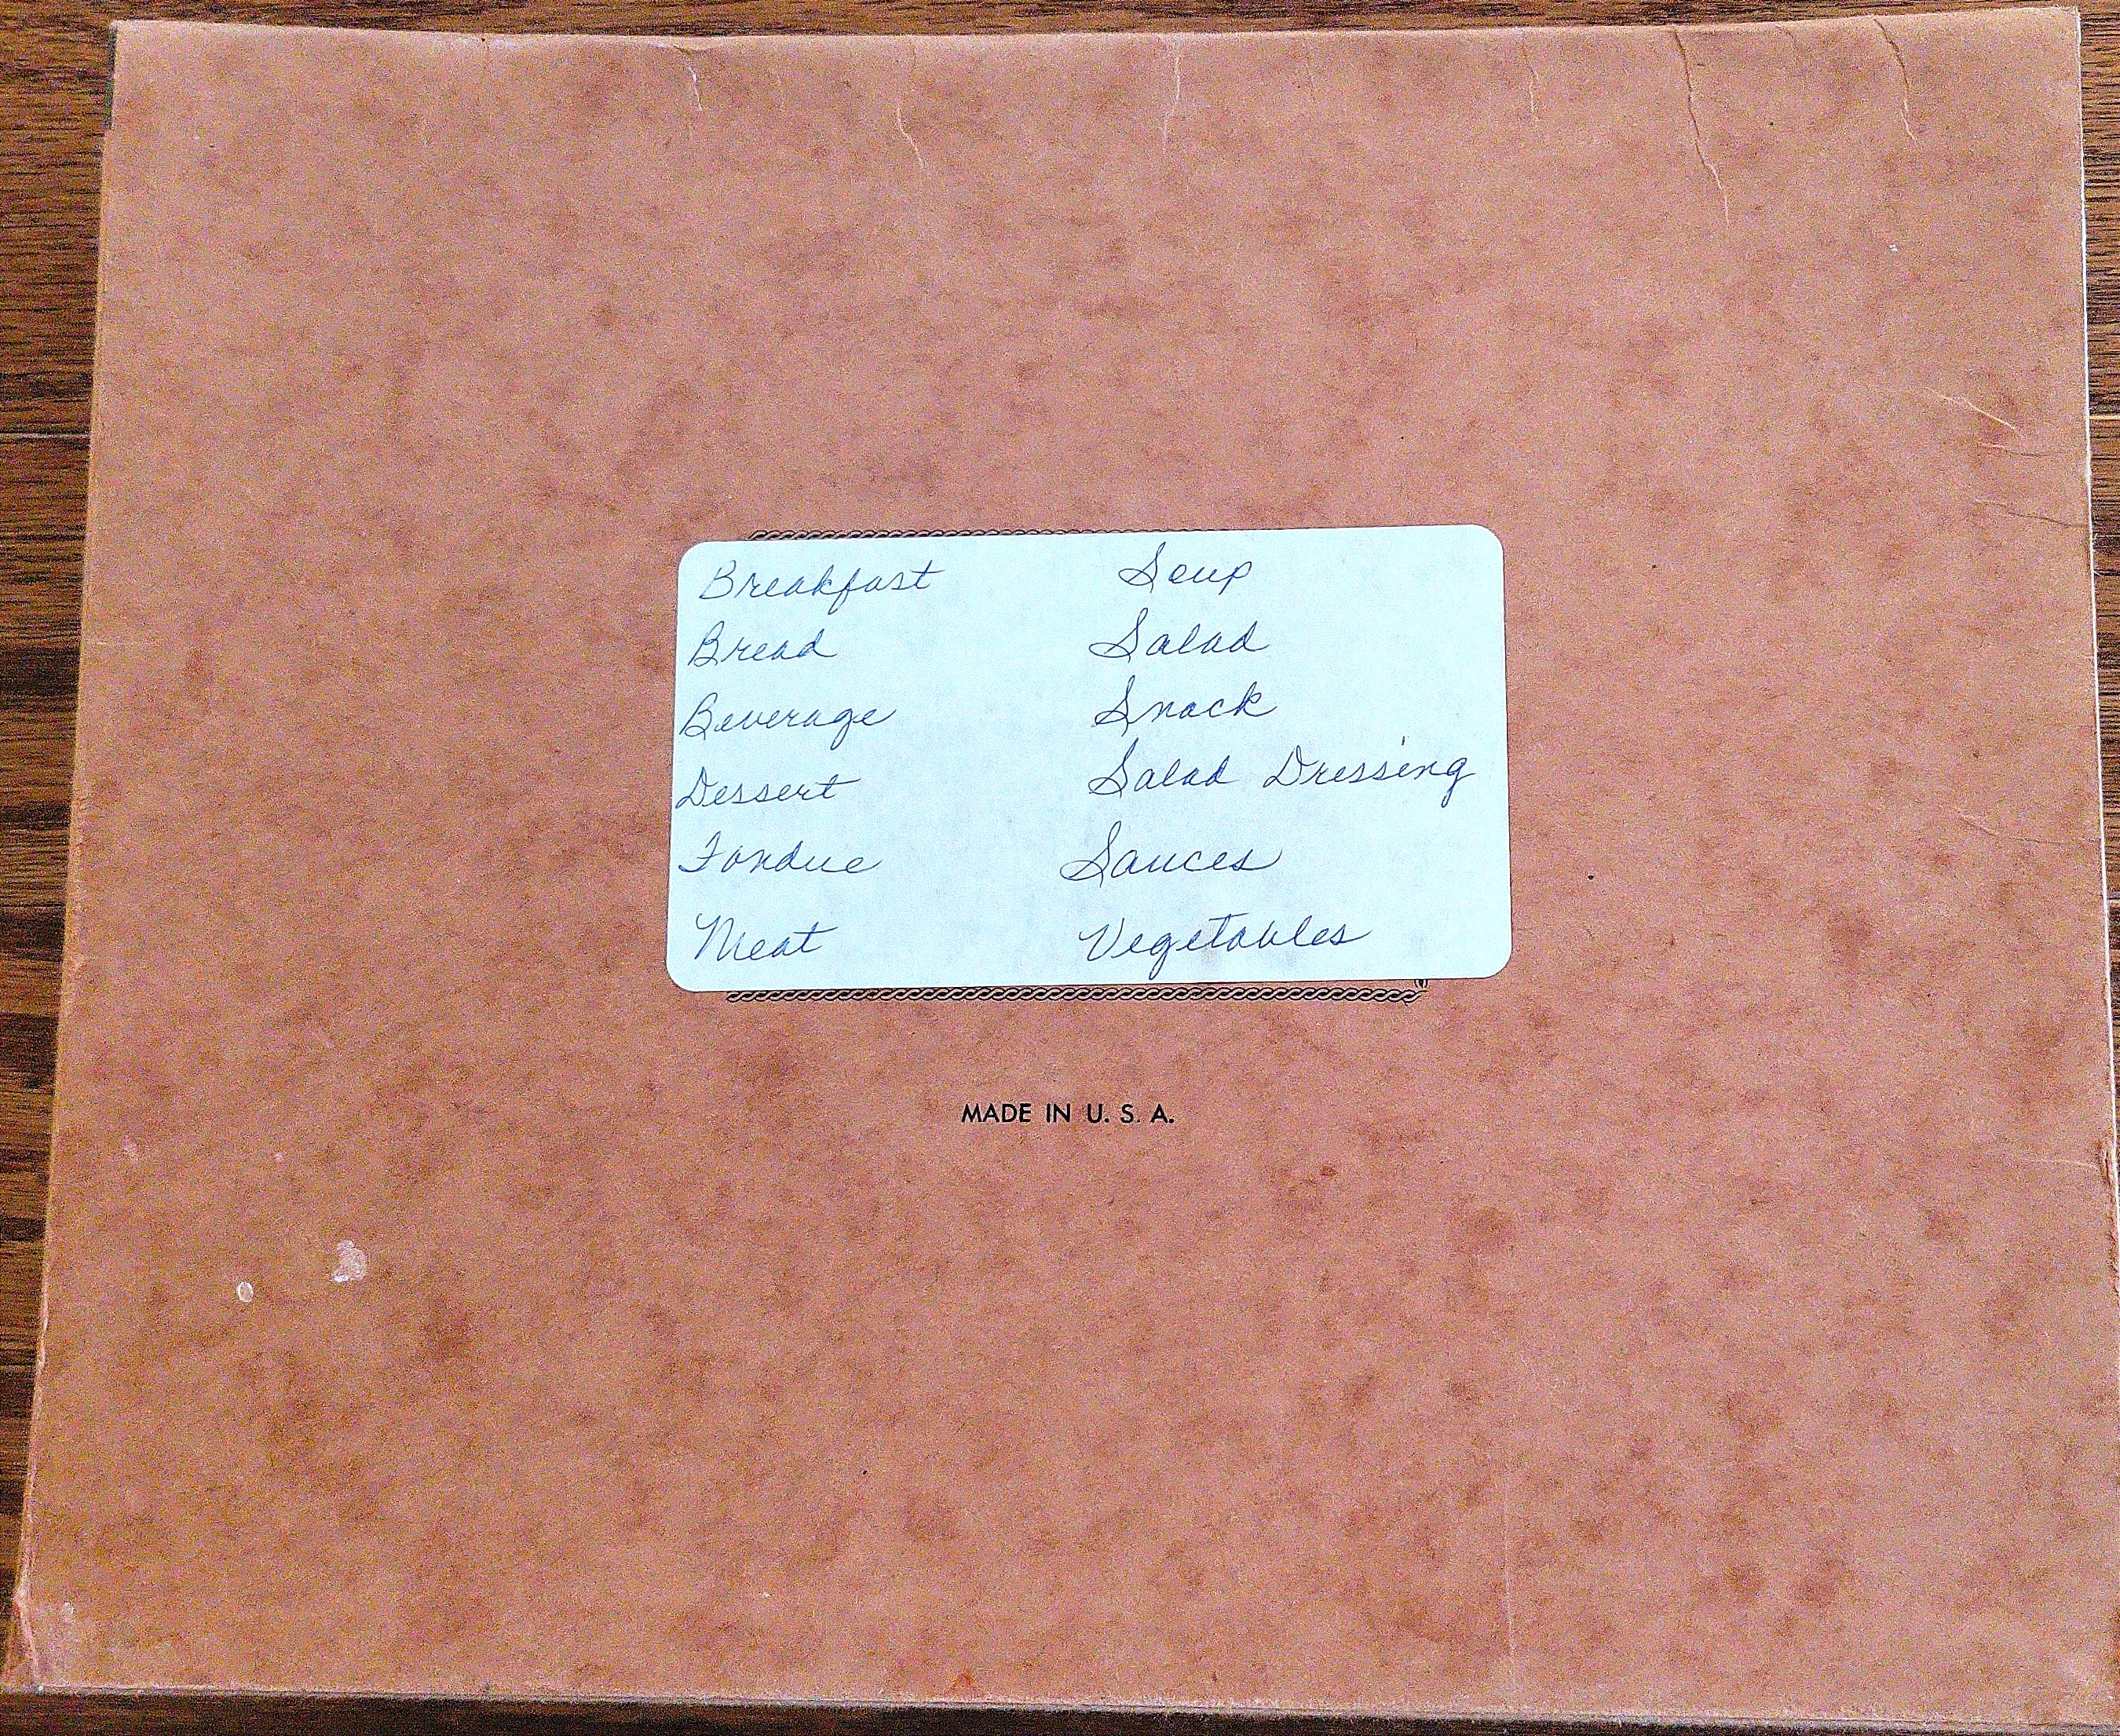 Breakfast Soup
Bread Salad
Beverage Snack
Dessert Salad Dressing
Fondue Sauces
Meat Vegetables
MADE IN U. S. A.